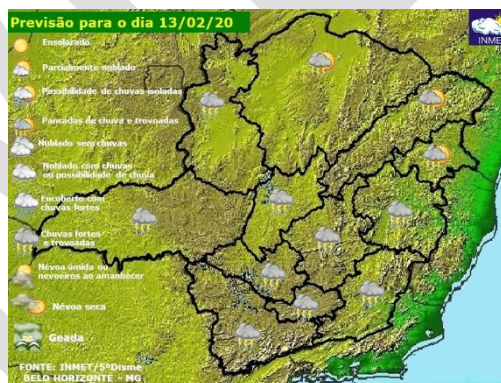 Previsão para o dia 13/02/20
INMET
Ensolarado
Parcialmente nublado
Possibilidade de chuvas isoladas
Pancadas de chuva e trovoadas
Nublado sem chuvas
Nublado com chuvas
ou possibilidade de chuva
Encoberto com
chuvas fortes
Chuvas fortes
e trovoadas
Névoa úmida ou
nevoeiros ao amanhecer
Névoa seca
Geada
FONTE: INMET/5ºDisme
BELO HORIZONTE - MG